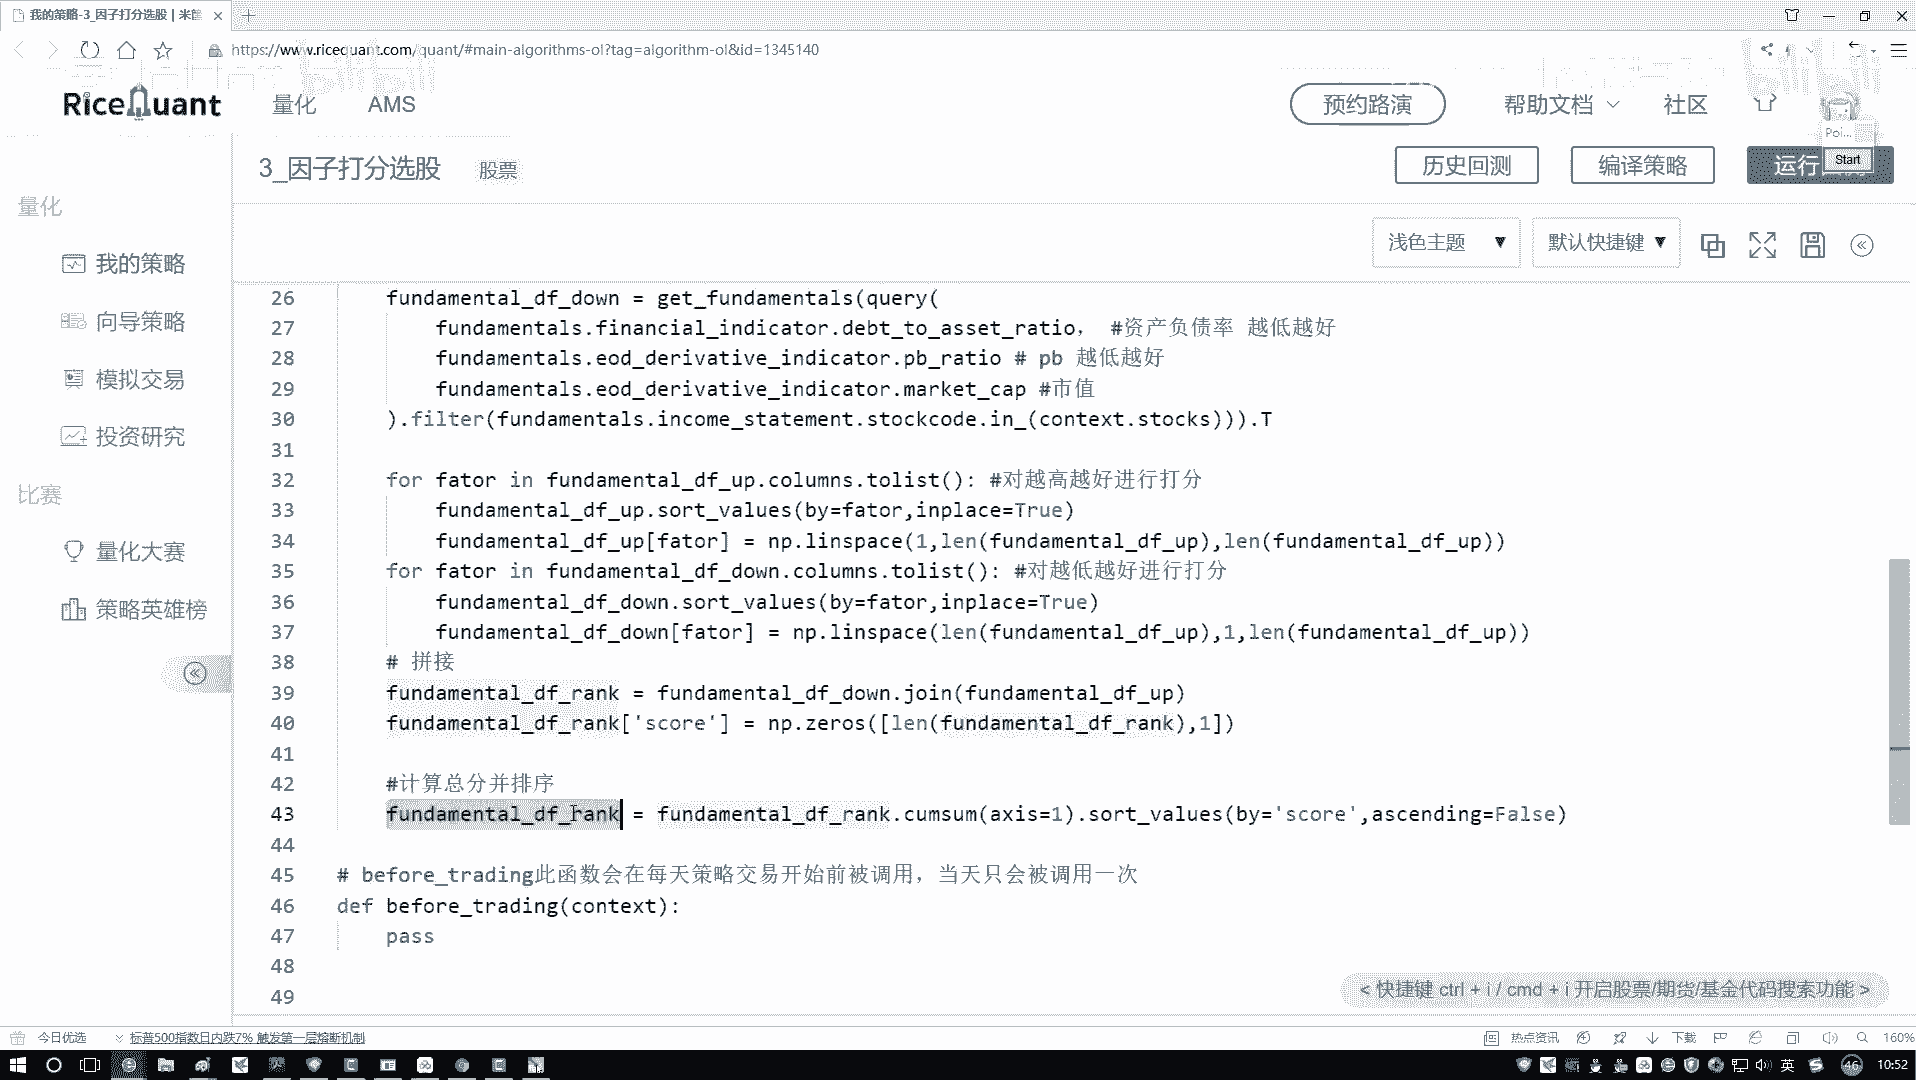 我的策略-3_因子打分选股 | 米筐
https://www.ricequant.com/quant/#main-algorithms-ol?tag=algorithm-ol&id=1345140
bilibili
RiceQuant
量化
AMS
预约路演
帮助文档
社区
Poi...
Start
3_因子打分选股
股票
历史回测
编译策略
运行
浅色主题 ▼
默认快捷键 ▼
量化
我的策略
向导策略
模拟交易
投资研究
比赛
量化大赛
策略英雄榜
26 fundamental_df_down = get_fundamentals(query(
27 fundamentals.financial_indicator.debt_to_asset_ratio， #资产负债率 越低越好
28 fundamentals.eod_derivative_indicator.pb_ratio # pb 越低越好
29 fundamentals.eod_derivative_indicator.market_cap #市值
30 ).filter(fundamentals.income_statement.stockcode.in_(context.stocks))).T
31
32 for fator in fundamental_df_up.columns.tolist(): #对越高越好进行打分
33 fundamental_df_up.sort_values(by=fator,inplace=True)
34 fundamental_df_up[fator] = np.linspace(1,len(fundamental_df_up),len(fundamental_df_up))
35 for fator in fundamental_df_down.columns.tolist(): #对越低越好进行打分
36 fundamental_df_down.sort_values(by=fator,inplace=True)
37 fundamental_df_down[fator] = np.linspace(len(fundamental_df_up),1,len(fundamental_df_up))
38 # 拼接
39 fundamental_df_rank = fundamental_df_down.join(fundamental_df_up)
40 fundamental_df_rank['score'] = np.zeros([len(fundamental_df_rank),1])
41
42 #计算总分并排序
43 fundamental_df_rank = fundamental_df_rank.cumsum(axis=1).sort_values(by='score',ascending=False)
44
45 # before_trading此函数会在每天策略交易开始前被调用，当天只会被调用一次
46 def before_trading(context):
47 pass
48
49
< 快捷键 ctrl + i / cmd + i 开启股票/期货/基金代码搜索功能 >
今日优选
标普500指数日内跌7% 触发第一层熔断机制
热点资讯
下载
160%
英
46
10:52